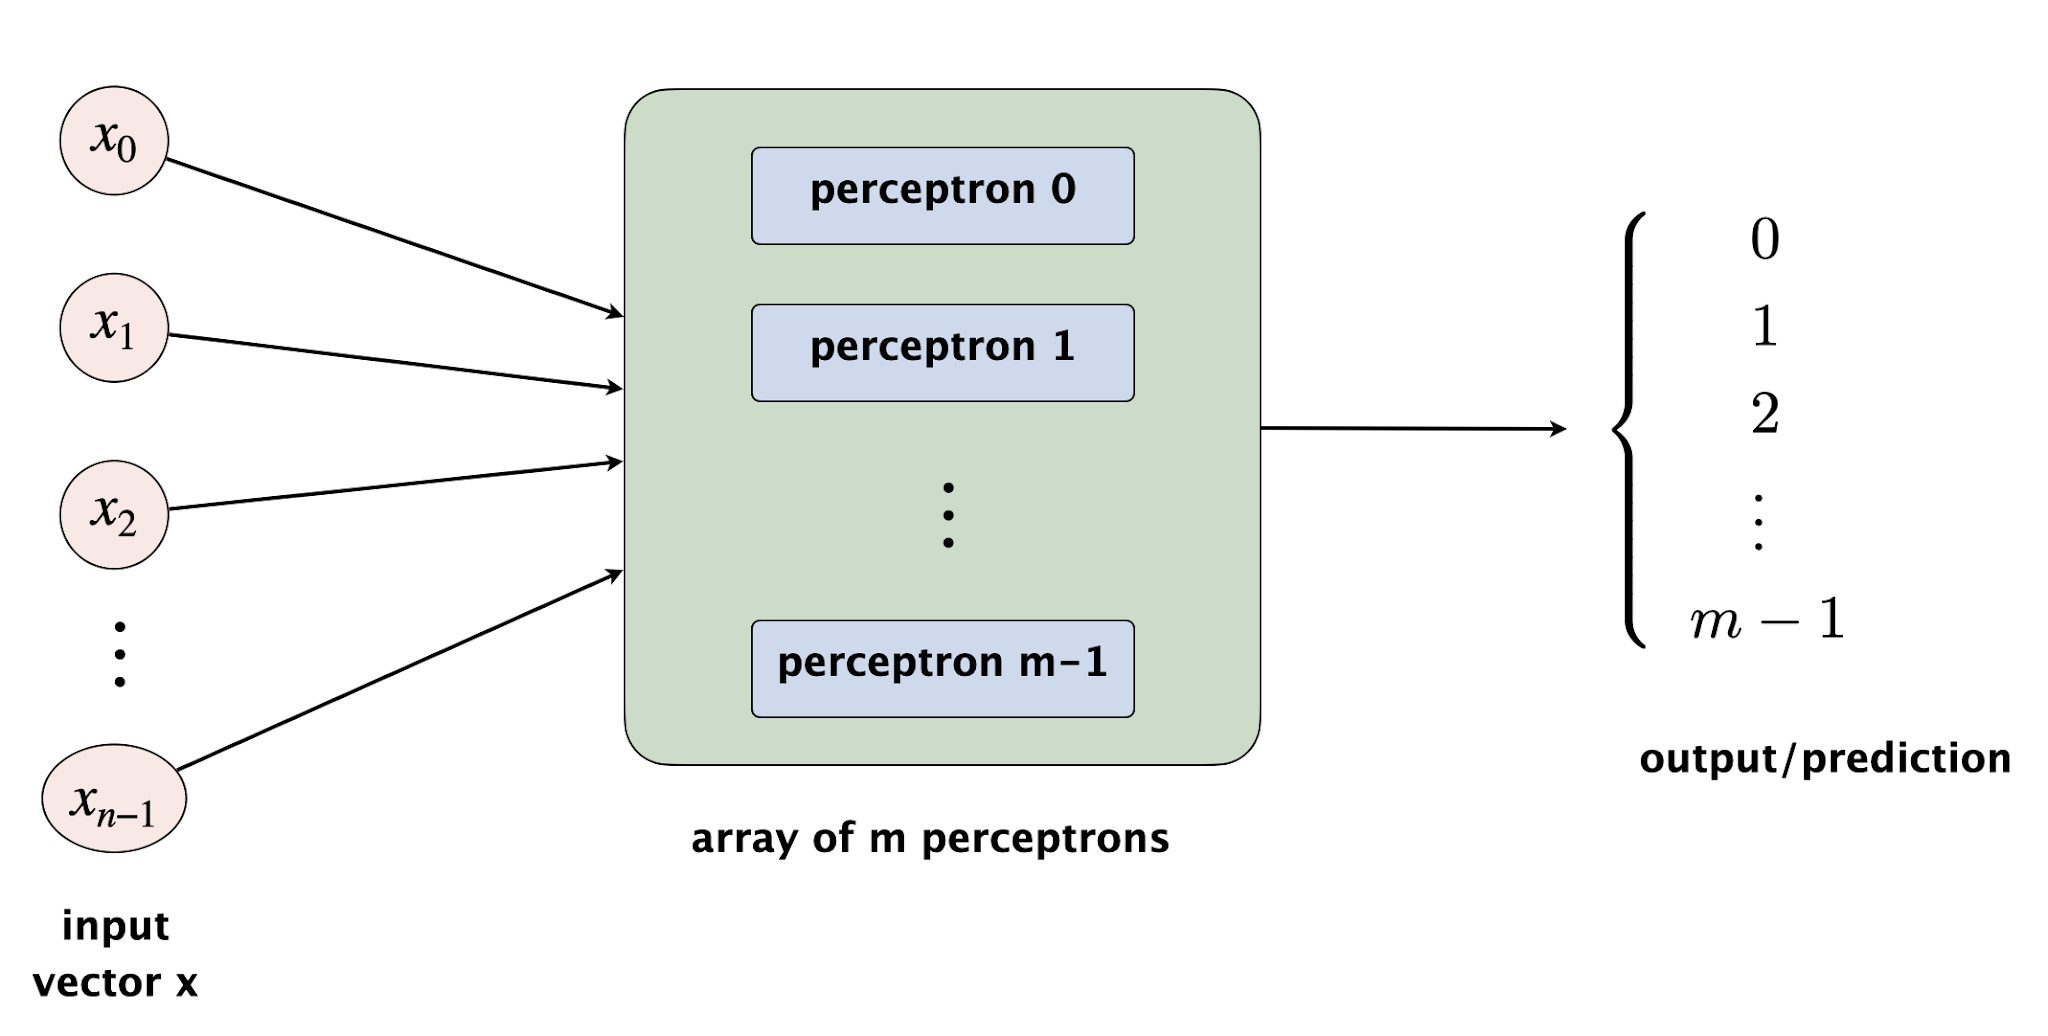 x₀
x₁
x₂
⋮
xₙ₋₁
input
vector x
perceptron 0
perceptron 1
⋮
perceptron m-1
array of m perceptrons
0
1
2
⋮
m − 1
output/prediction